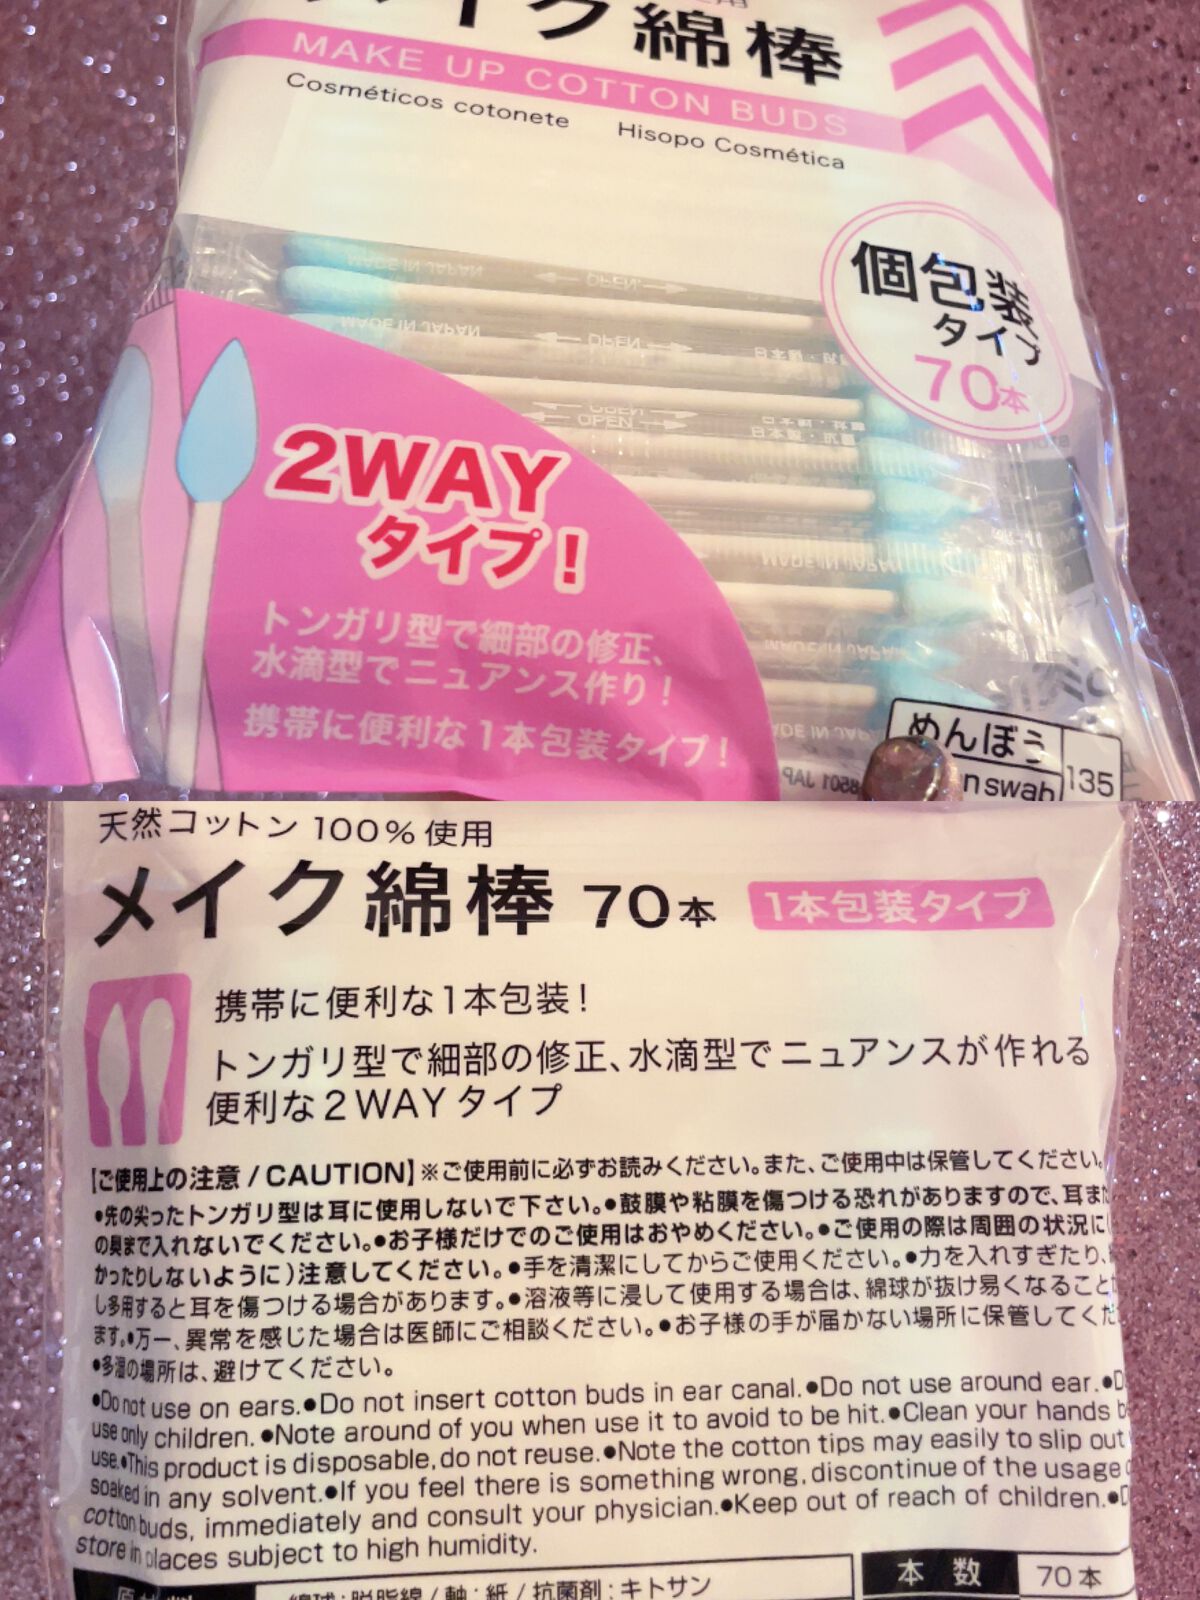 メイク綿棒
MAKE UP COTTON BUDS
Cosméticos cotonete Hisopo Cosmética
個包装
タイプ
70本
MADE IN JAPAN OPEN
MADE IN JAPAN OPEN
OPEN
OPEN
MADE IN JAPAN
MADE IN JAPAN
2WAY
タイプ!
トンガリ型で細部の修正、
水滴型でニュアンス作り!
携帯に便利な1本包装タイプ!
めんぼう
n swab
135
天然コットン 100%使用
メイク綿棒 70本 1本包装タイプ
携帯に便利な1本包装!
トンガリ型で細部の修正、水滴型でニュアンスが作れる
便利な2WAYタイプ
【ご使用上の注意/CAUTION】※ご使用前に必ずお読みください。また、ご使用中は保管してください。
●先の尖ったトンガリ型は耳に使用しないで下さい。●鼓膜や粘膜を傷つける恐れがありますので、耳また
の奥まで入れないでください。●お子様だけでのご使用はおやめください。●ご使用の際は周囲の状況に
かったりしないように)注意してください。●手を清潔にしてからご使用ください。●力を入れすぎたり、
し多用すると耳を傷つける場合があります。●溶液等に浸して使用する場合は、綿球が抜け易くなること
ます。●万一、異常を感じた場合は医師にご相談ください。●お子様の手が届かない場所に保管してくだ
●多湿の場所は、避けてください。
●Do not use on ears.●Do not insert cotton buds in ear canal.●Do not use around ear.●D
use only children. ●Note around of you when use it to avoid to be hit.●Clean your hands b
use.●This product is disposable, do not reuse.●Note the cotton tips may easily to slip out
soaked in any solvent.●If you feel there is something wrong, discontinue of the usage
cotton buds, immediately and consult your physician.●Keep out of reach of children.●D
store in places subject to high humidity.
綿球:脱脂綿/軸:紙/抗菌剤:キトサン
本数 70本